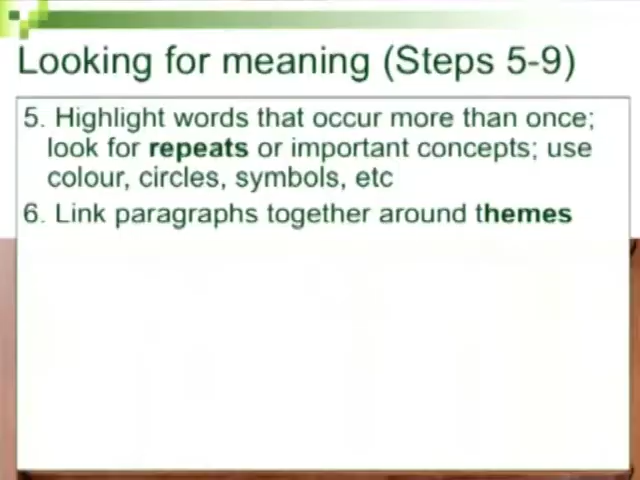 Looking for meaning (Steps 5-9)
5. Highlight words that occur more than once;
look for repeats or important concepts; use
colour, circles, symbols, etc
6. Link paragraphs together around themes